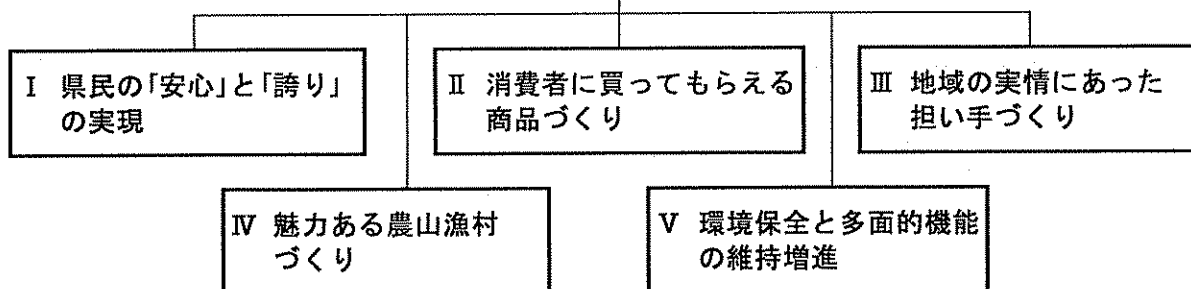 Ⅰ 県民の「安心」と「誇り」
の実現
Ⅱ 消費者に買ってもらえる
商品づくり
Ⅲ 地域の実情にあった
担い手づくり
Ⅳ 魅力ある農山漁村
づくり
Ⅴ 環境保全と多面的機能
の維持増進